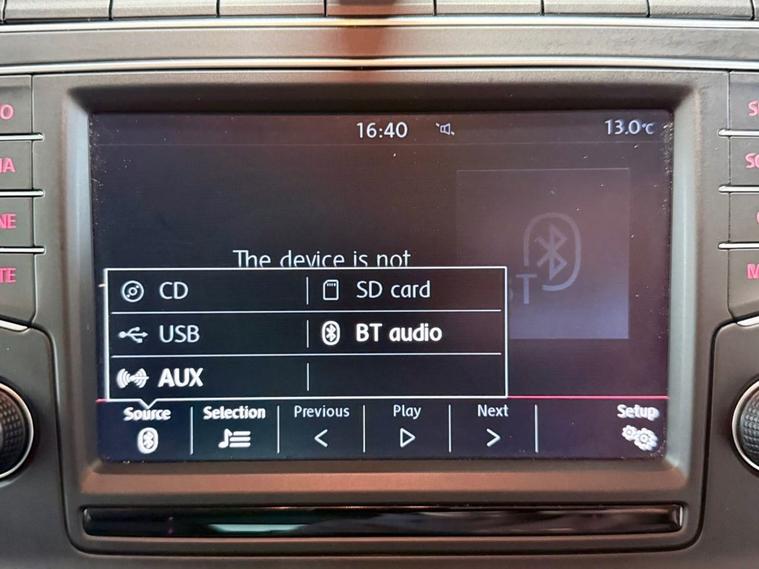 16:40 13.0°C
The device is not
BT
CD SD card
USB BT audio
AUX
Source Selection Previous Play Next Setup